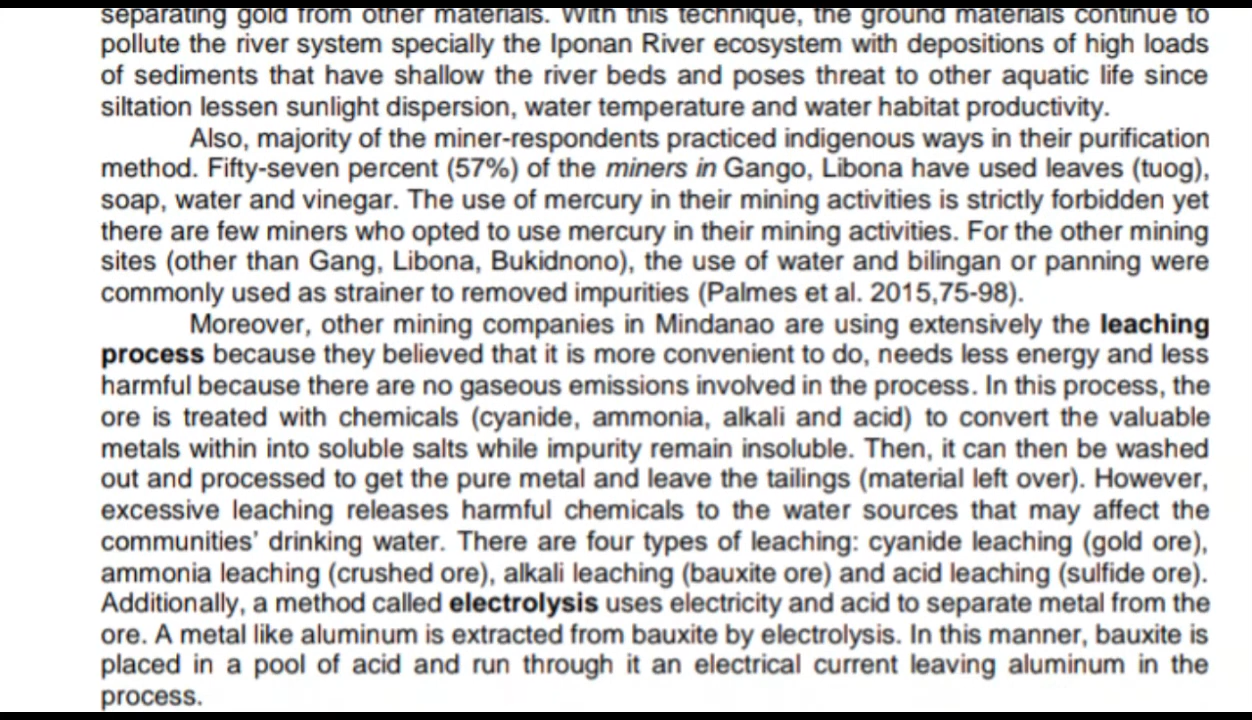 separating gold from other materials. With this technique, the ground materials continue to
pollute the river system specially the Iponan River ecosystem with depositions of high loads
of sediments that have shallow the river beds and poses threat to other aquatic life since
siltation lessen sunlight dispersion, water temperature and water habitat productivity.
Also, majority of the miner-respondents practiced indigenous ways in their purification
method. Fifty-seven percent (57%) of the miners in Gango, Libona have used leaves (tuog),
soap, water and vinegar. The use of mercury in their mining activities is strictly forbidden yet
there are few miners who opted to use mercury in their mining activities. For the other mining
sites (other than Gang, Libona, Bukidnono), the use of water and bilingan or panning were
commonly used as strainer to removed impurities (Palmes et al. 2015,75-98).
Moreover, other mining companies in Mindanao are using extensively the leaching
process because they believed that it is more convenient to do, needs less energy and less
harmful because there are no gaseous emissions involved in the process. In this process, the
ore is treated with chemicals (cyanide, ammonia, alkali and acid) to convert the valuable
metals within into soluble salts while impurity remain insoluble. Then, it can then be washed
out and processed to get the pure metal and leave the tailings (material left over). However,
excessive leaching releases harmful chemicals to the water sources that may affect the
communities' drinking water. There are four types of leaching: cyanide leaching (gold ore),
ammonia leaching (crushed ore), alkali leaching (bauxite ore) and acid leaching (sulfide ore).
Additionally, a method called electrolysis uses electricity and acid to separate metal from the
ore. A metal like aluminum is extracted from bauxite by electrolysis. In this manner, bauxite is
placed in a pool of acid and run through it an electrical current leaving aluminum in the
process.